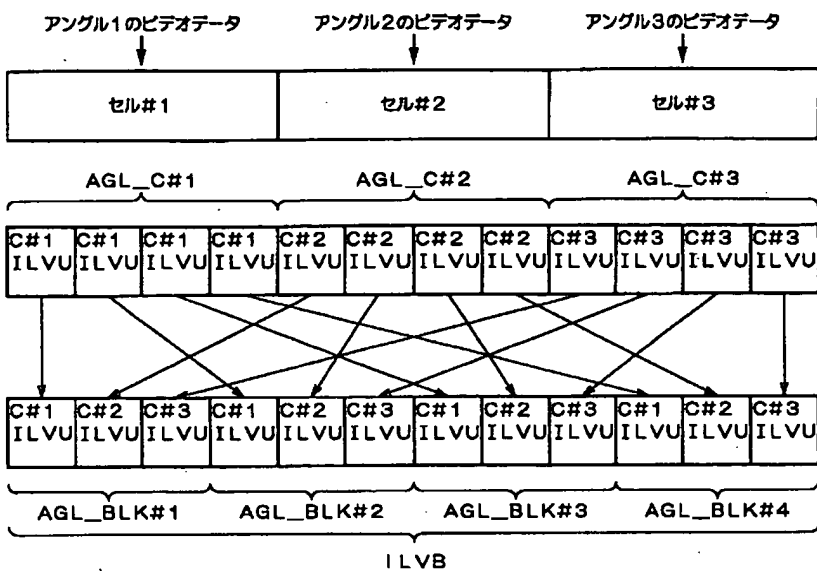 アングル1のビデオデータ アングル2のビデオデータ アングル3のビデオデータ
セル#1 セル#2 セル#3
AGL_C#1 AGL_C#2 AGL_C#3
C#1 C#1 C#1 C#1 C#2 C#2 C#2 C#2 C#3 C#3 C#3 C#3
ILVU ILVU ILVU ILVU ILVU ILVU ILVU ILVU ILVU ILVU ILVU ILVU
C#1 C#2 C#3 C#1 C#2 C#3 C#1 C#2 C#3 C#1 C#2 C#3
ILVU ILVU ILVU ILVU ILVU ILVU ILVU ILVU ILVU ILVU ILVU ILVU
AGL_BLK#1 AGL_BLK#2 AGL_BLK#3 AGL_BLK#4
ILVB